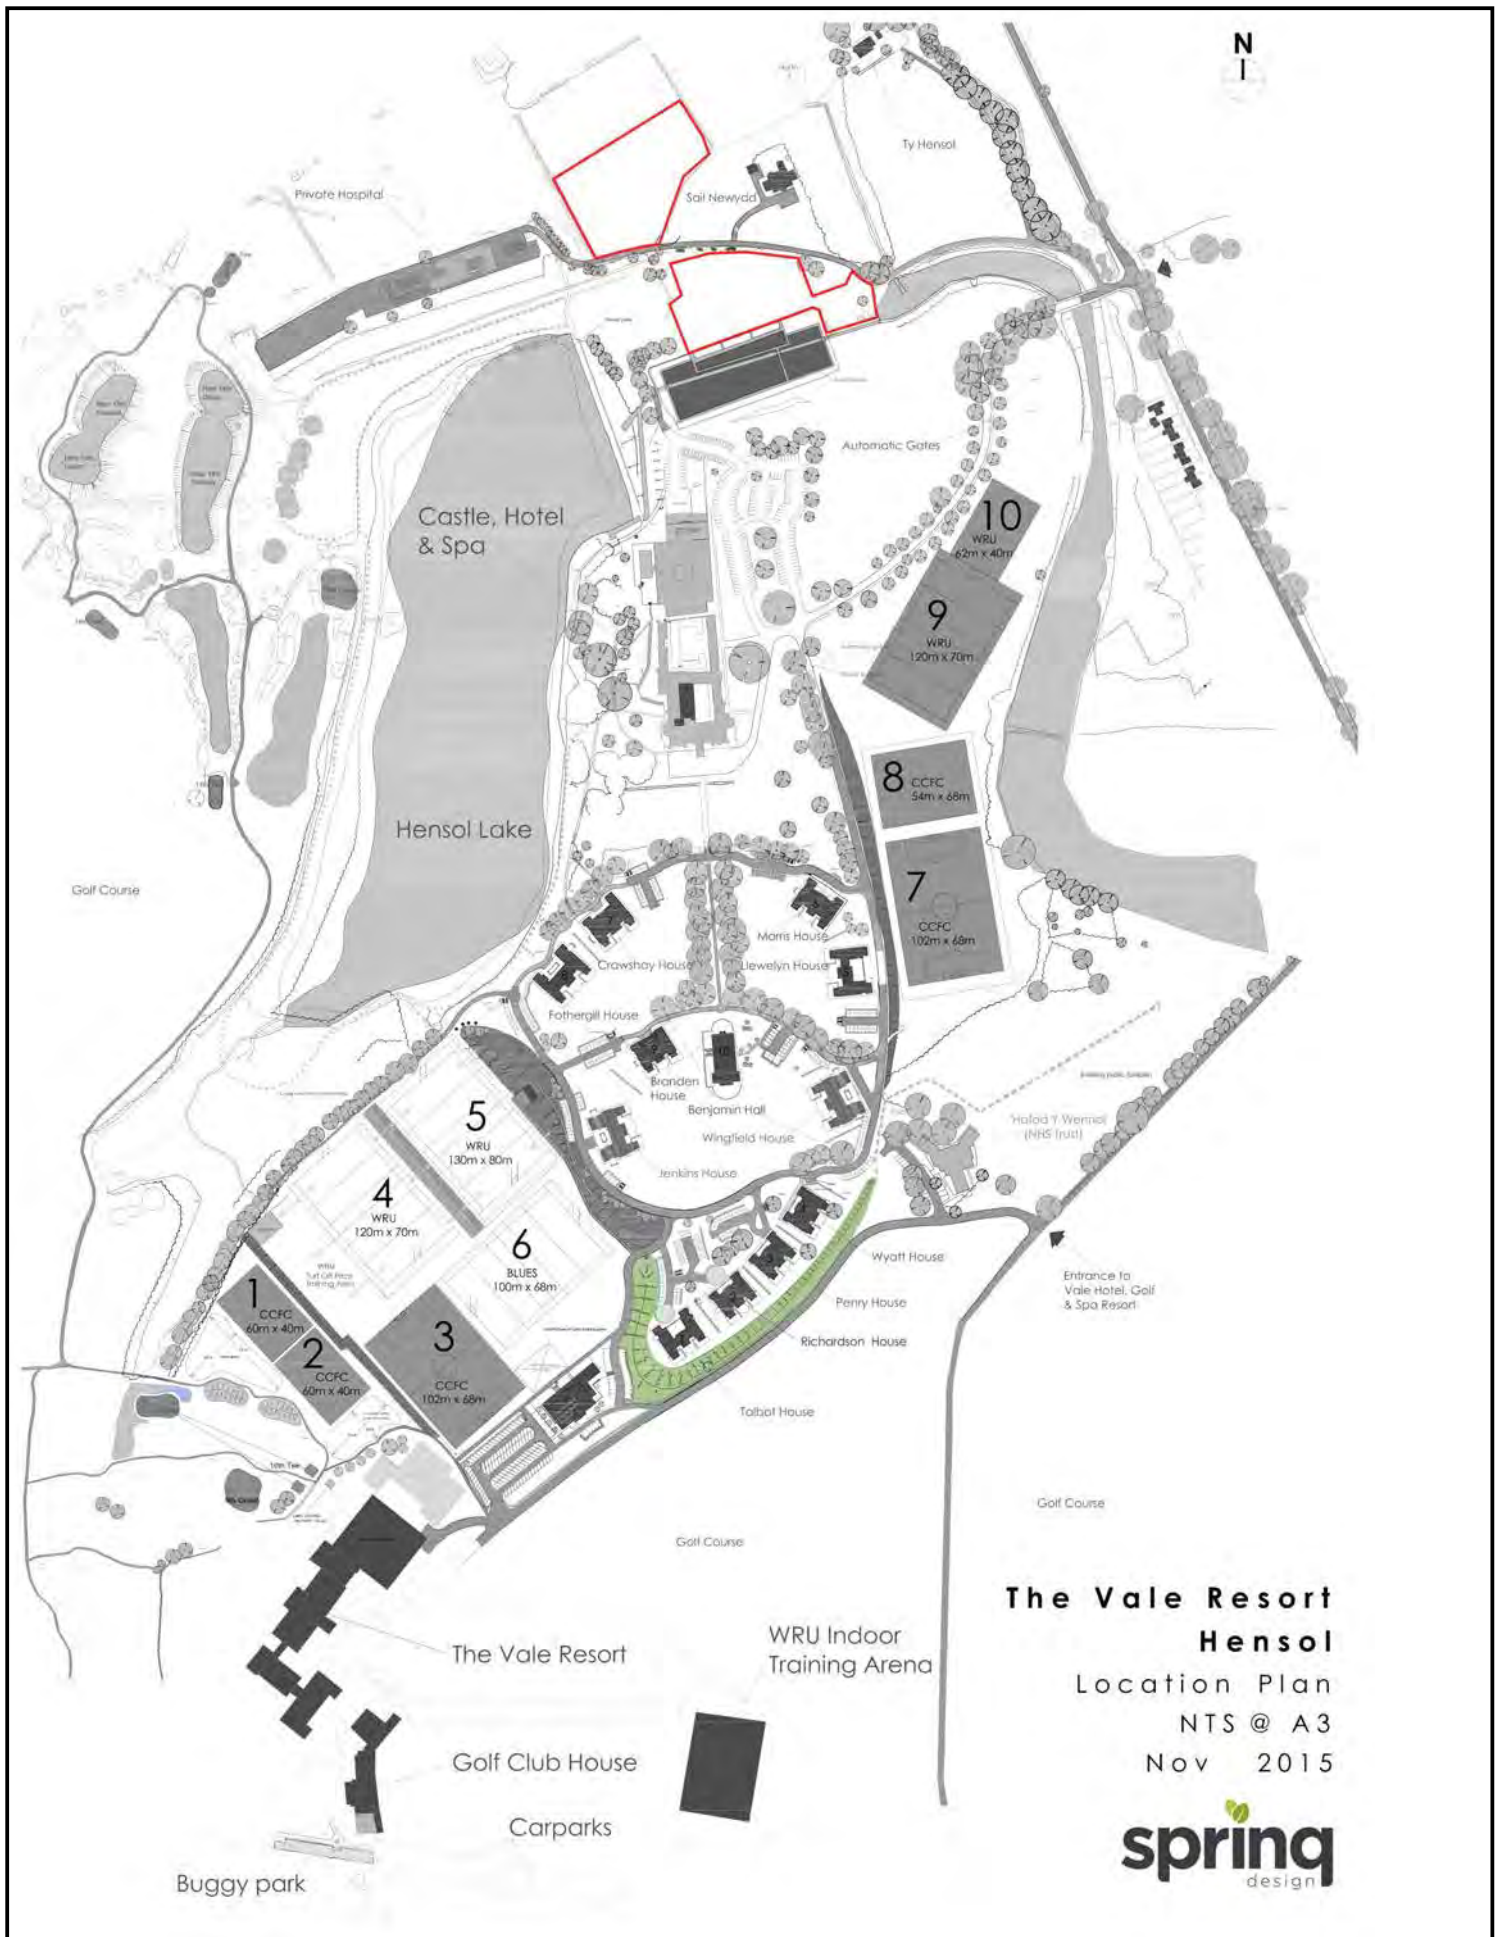 N
Ty Hensol
Private Hospital
Sail Newydd
Automatic Gates
Castle, Hotel
& Spa
10
WRU
62m x 40m
9
WRU
120m x 70m
8
CCFC
54m x 68m
Hensol Lake
7
CCFC
102m x 68m
Golf Course
Morris House
Crawshay House
Llewelyn House
Fothergill House
Branden
House
Benjamin Hall
Wingfield House
Jenkins House
Hafod Y Wennol
(NHS Trust)
5
WRU
130m x 80m
4
WRU
120m x 70m
6
BLUES
100m x 68m
1
CCFC
60m x 40m
2
CCFC
60m x 40m
3
CCFC
102m x 68m
Wyatt House
Penry House
Richardson House
Talbot House
Entrance to
Vale Hotel, Golf
& Spa Resort
10th Tee
Golf Course
Golf Course
The Vale Resort
WRU Indoor
Training Arena
Golf Club House
Carparks
Buggy park
The Vale Resort
Hensol
Location Plan
NTS @ A3
Nov 2015
spring
design